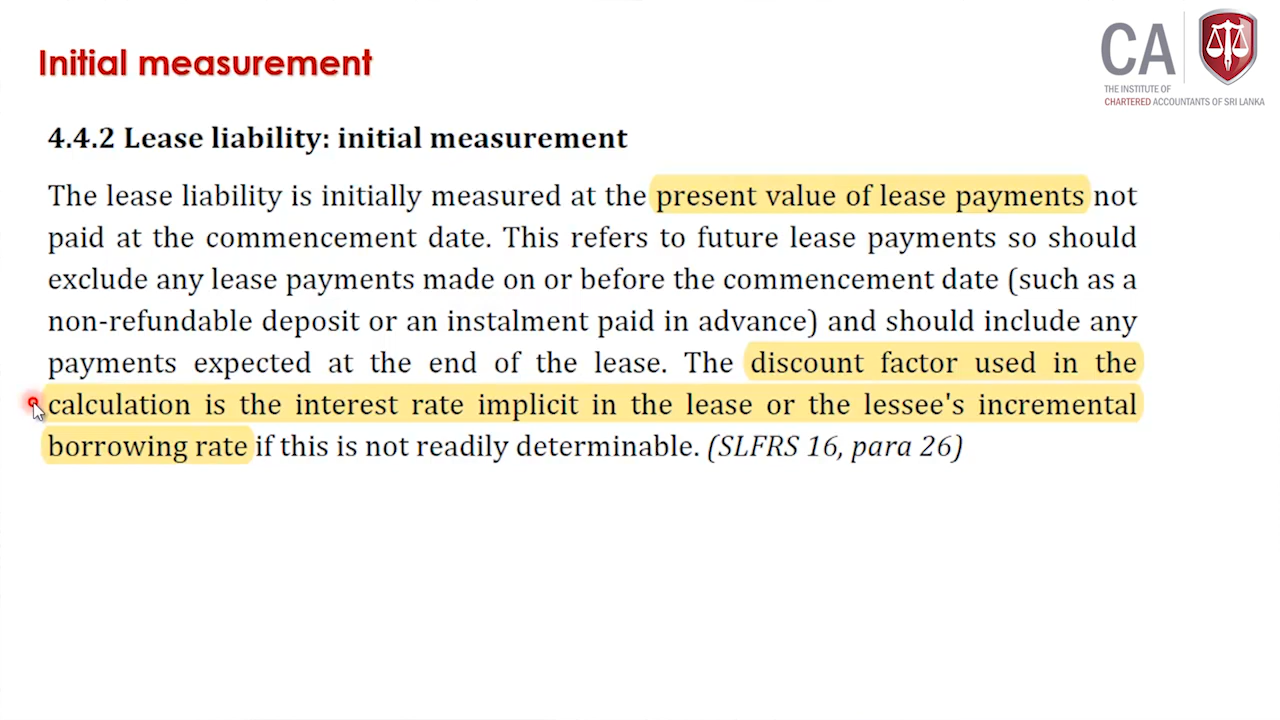 Initial measurement
CA
THE INSTITUTE OF
CHARTERED ACCOUNTANTS OF SRI LANKA
4.4.2 Lease liability: initial measurement
The lease liability is initially measured at the present value of lease payments not
paid at the commencement date. This refers to future lease payments so should
exclude any lease payments made on or before the commencement date (such as a
non-refundable deposit or an instalment paid in advance) and should include any
payments expected at the end of the lease. The discount factor used in the
calculation is the interest rate implicit in the lease or the lessee's incremental
borrowing rate if this is not readily determinable. (SLFRS 16, para 26)